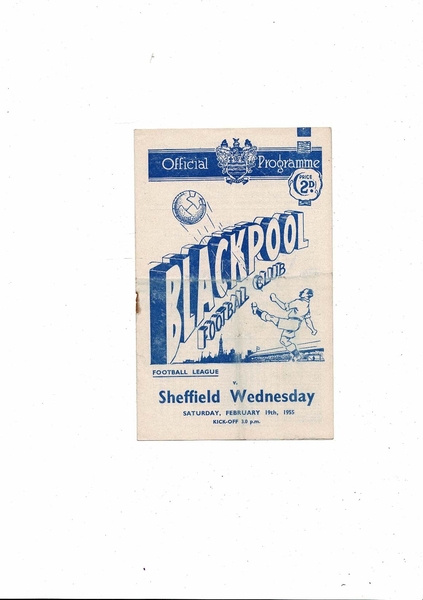 Official Programme
PRICE
2D.
BLACKPOOL
FOOTBALL CLUB
FOOTBALL LEAGUE
v.
Sheffield Wednesday
SATURDAY, FEBRUARY 19th, 1955
KICK-OFF 3.0 p.m.